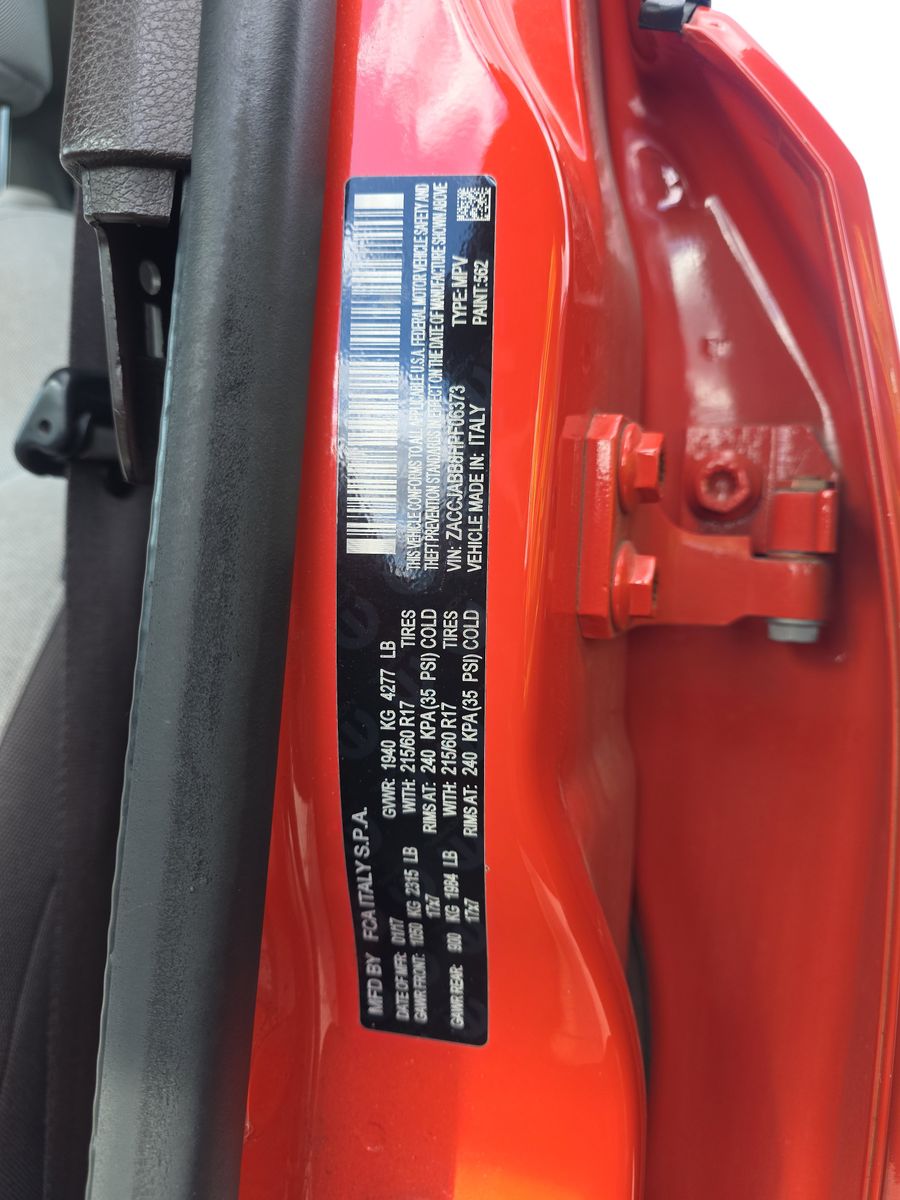 MFD BY FCA ITALY S.P.A.
DATE OF MFR: 01/17 GVWR: 1940 KG 4277 LB
GAWR FRONT: 1050 KG 2315 LB WITH: 215/60 R17 TIRES
17x7 RIMS AT: 240 KPA(35 PSI) COLD
GAWR REAR: 900 KG 1984 LB WITH: 215/60 R17 TIRES
17x7 RIMS AT: 240 KPA(35 PSI) COLD
THIS VEHICLE CONFORMS TO ALL APPLICABLE U.S.A. FEDERAL MOTOR VEHICLE SAFETY AND
THEFT PREVENTION STANDARDS IN EFFECT ON THE DATE OF MANUFACTURE SHOWN ABOVE
VIN: ZACCJABB8HPF06373 TYPE:MPV
VEHICLE MADE IN: ITALY PAINT:562